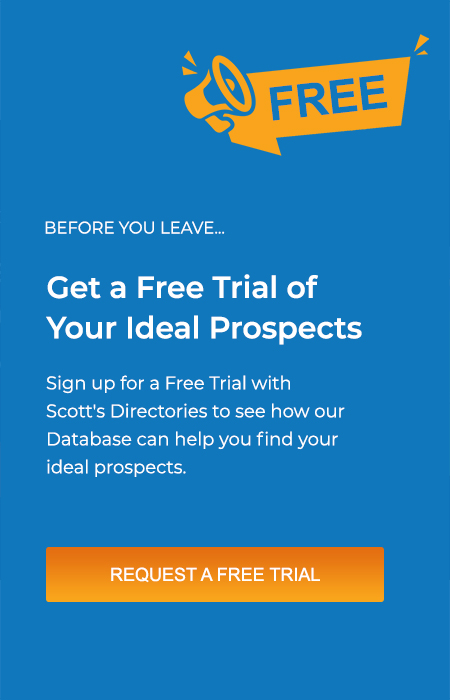 FREE
BEFORE YOU LEAVE...
Get a Free Trial of
Your Ideal Prospects
Sign up for a Free Trial with
Scott's Directories to see how our
Database can help you find your
ideal prospects.
REQUEST A FREE TRIAL